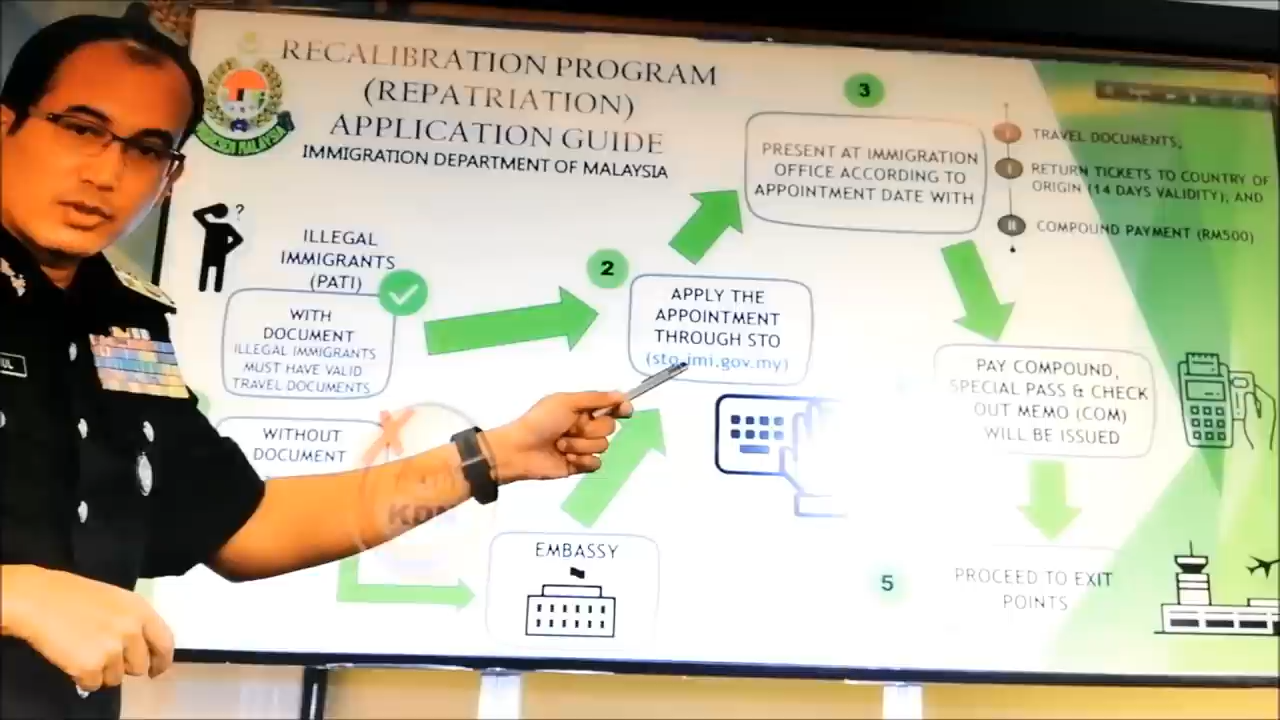 RECALIBRATION PROGRAM
(REPATRIATION)
APPLICATION GUIDE
IMMIGRATION DEPARTMENT OF MALAYSIA
ILLEGAL
IMMIGRANTS
(PATI)
WITH
DOCUMENT
ILLEGAL IMMIGRANTS
MUST HAVE VALID
TRAVEL DOCUMENTS
WITHOUT
DOCUMENT
EMBASSY
2
APPLY THE
APPOINTMENT
THROUGH STO
(sto.imi.gov.my)
3
PRESENT AT IMMIGRATION
OFFICE ACCORDING TO
APPOINTMENT DATE WITH
I TRAVEL DOCUMENTS,
II RETURN TICKETS TO COUNTRY OF
ORIGIN (14 DAYS VALIDITY); AND
III COMPOUND PAYMENT (RM500)
PAY COMPOUND,
SPECIAL PASS & CHECK
OUT MEMO (COM)
WILL BE ISSUED
5
PROCEED TO EXIT
POINTS
KDN